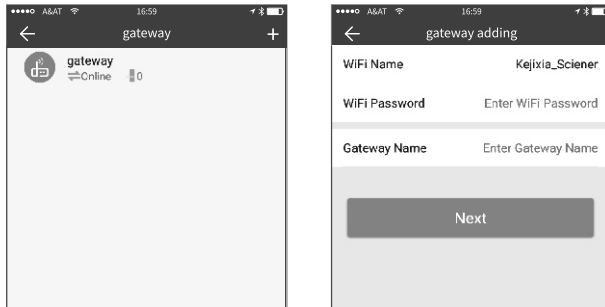 A&AT 16:59
gateway
gateway
Online 0
A&AT 16:59
gateway adding
WiFi Name Kejixia_Sciener
WiFi Password Enter WiFi Password
Gateway Name Enter Gateway Name
Next